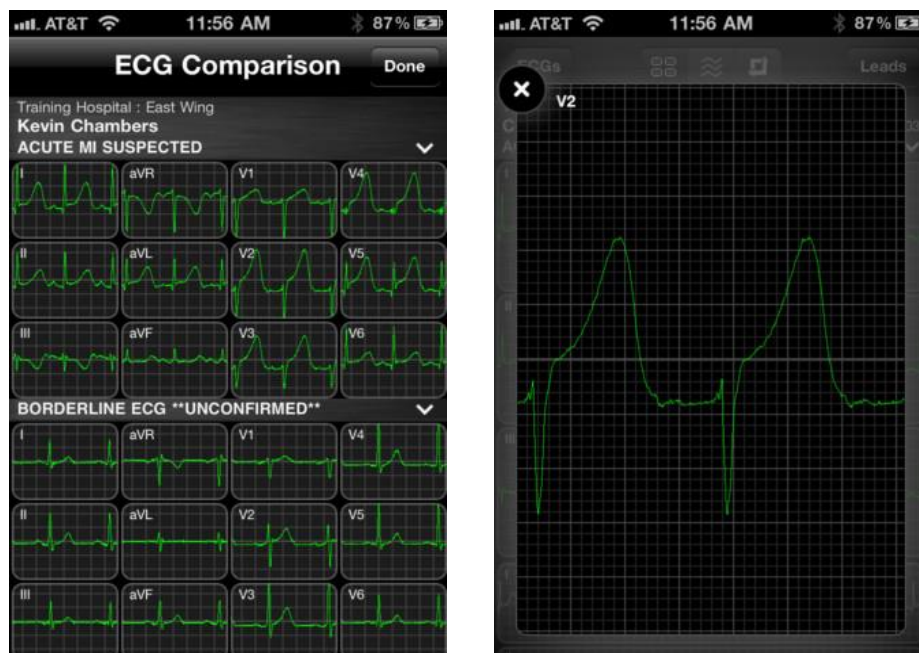 AT&T 11:56 AM 87%
ECG Comparison Done
Training Hospital : East Wing
Kevin Chambers
ACUTE MI SUSPECTED
I aVR V1 V4
II aVL V2 V5
III aVF V3 V6
BORDERLINE ECG **UNCONFIRMED**
I aVR V1 V4
II aVL V2 V5
III aVF V3 V6
AT&T 11:56 AM 87%
ECGs Leads
V2